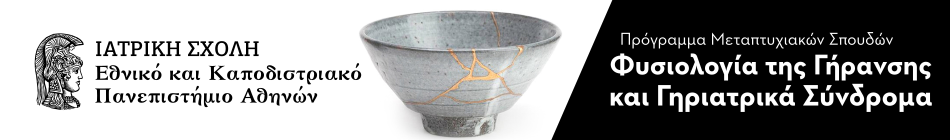 ΙΑΤΡΙΚΗ ΣΧΟΛΗ
Εθνικό και Καποδιστριακό
Πανεπιστήμιο Αθηνών
Πρόγραμμα Μεταπτυχιακών Σπουδών
Φυσιολογία της Γήρανσης
και Γηριατρικά Σύνδρομα